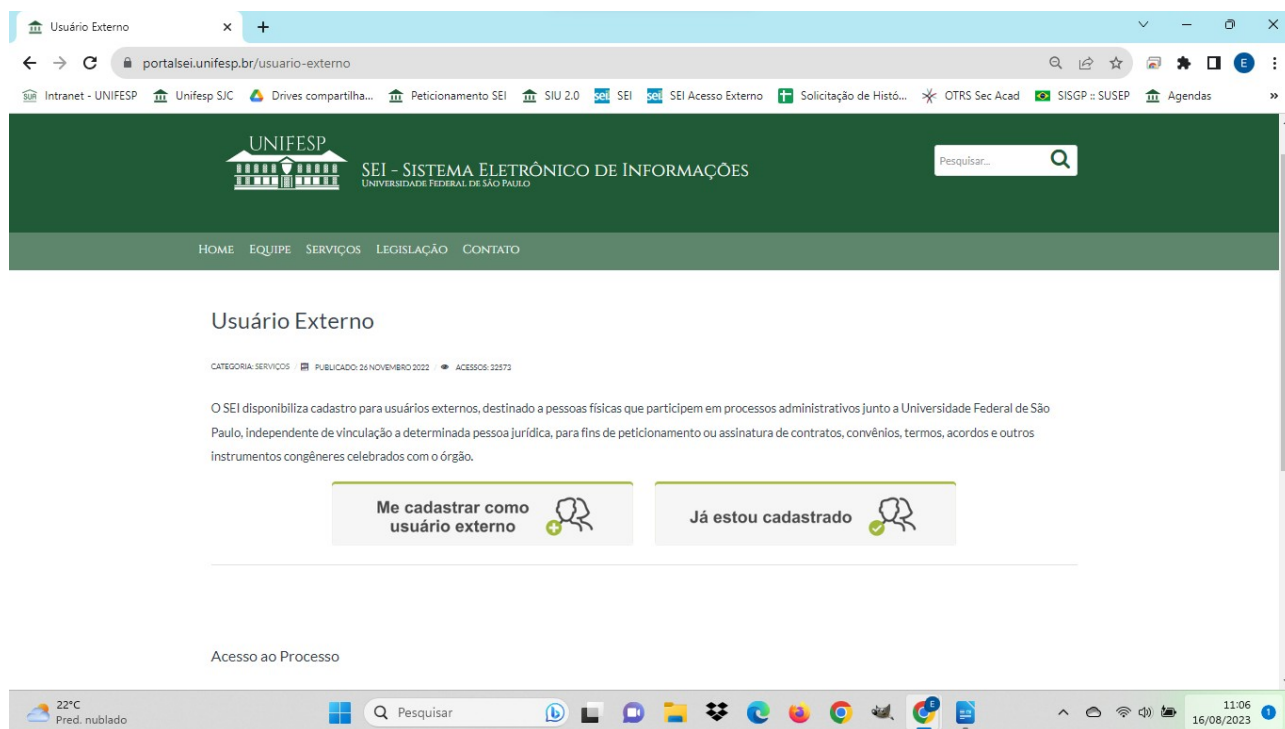 Usuário Externo
portalsei.unifesp.br/usuario-externo
E
SUR Intranet - UNIFESP Unifesp SJC Drives compartilha... Peticionamento SEI SIU 2.0 sei SEI sei SEI Acesso Externo Solicitação de Histó... OTRS Sec Acad SISGP :: SUSEP Agendas »
UNIFESP
SEI - Sistema Eletrônico de Informações
Universidade Federal de São Paulo
Pesquisar...
Home Equipe Serviços Legislação Contato
Usuário Externo
CATEGORIA: SERVIÇOS / PUBLICADO: 26 NOVEMBRO 2022 / ACESSOS: 32573
O SEI disponibiliza cadastro para usuários externos, destinado a pessoas físicas que participem em processos administrativos junto a Universidade Federal de São
Paulo, independente de vinculação a determinada pessoa jurídica, para fins de peticionamento ou assinatura de contratos, convênios, termos, acordos e outros
instrumentos congêneres celebrados com o órgão.
Me cadastrar como
usuário externo
Já estou cadastrado
Acesso ao Processo
22°C
Pred. nublado
Pesquisar
E
11:06
16/08/2023
1